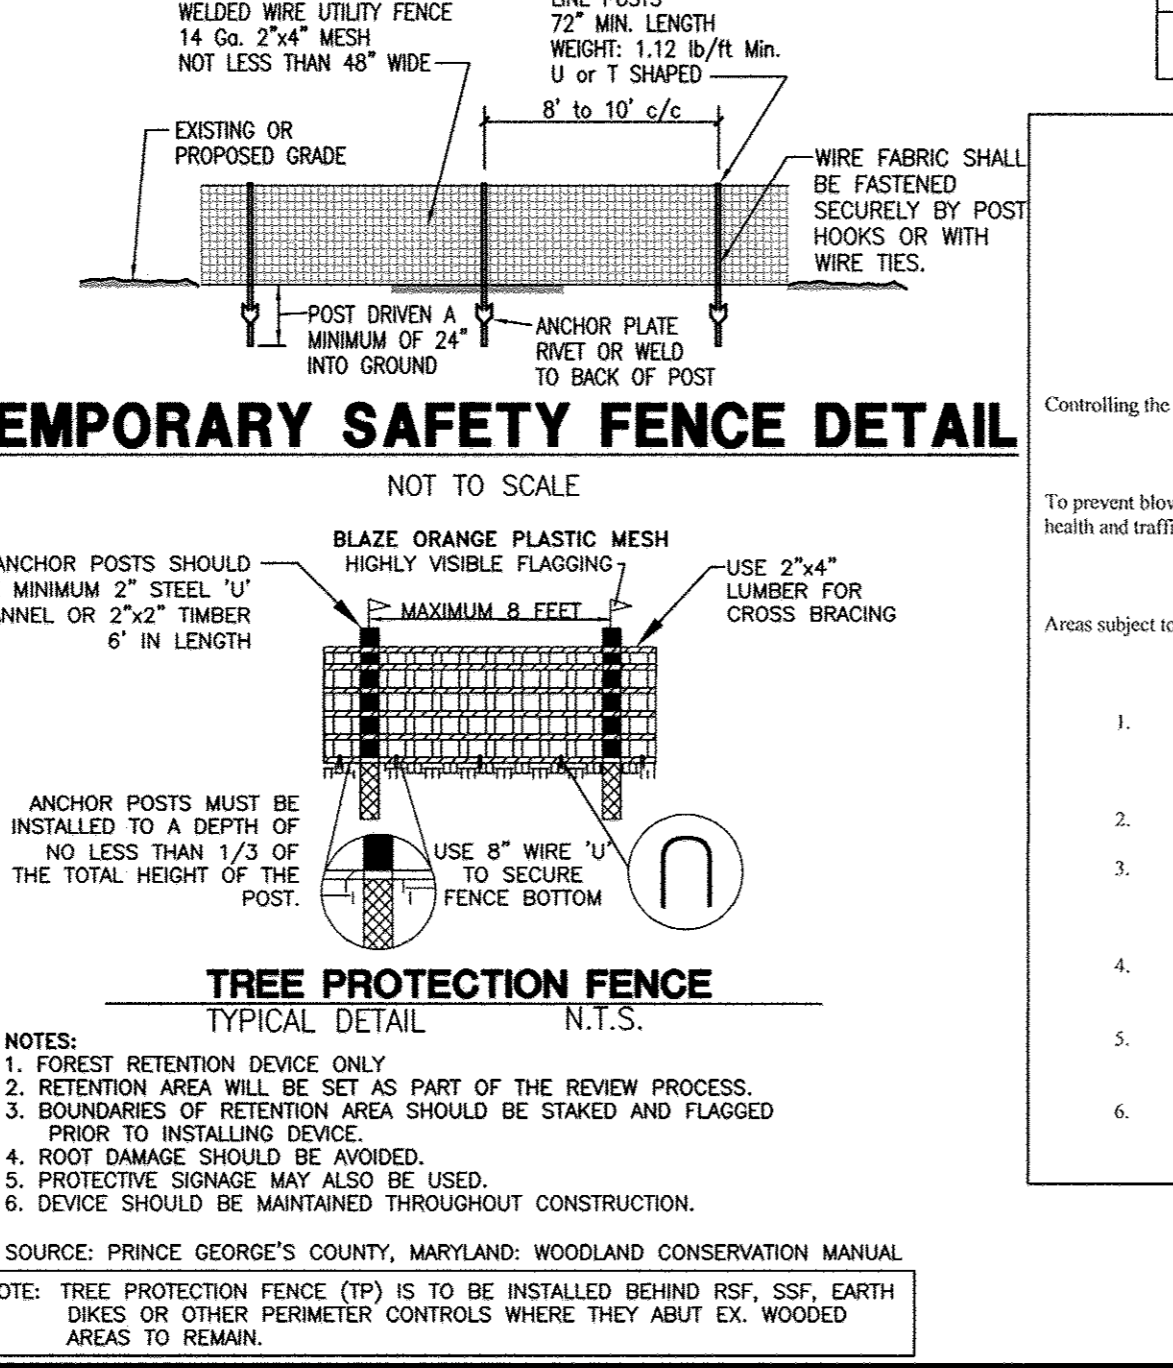 WELDED WIRE UTILITY FENCE
14 Ga. 2"x4" MESH
NOT LESS THAN 48" WIDE
LINE POSTS
72" MIN. LENGTH
WEIGHT: 1.12 lb/ft Min.
U or T SHAPED
8' to 10' c/c
EXISTING OR
PROPOSED GRADE
WIRE FABRIC SHALL
BE FASTENED
SECURELY BY POST
HOOKS OR WITH
WIRE TIES.
POST DRIVEN A
MINIMUM OF 24"
INTO GROUND
ANCHOR PLATE
RIVET OR WELD
TO BACK OF POST
EMPORARY SAFETY FENCE DETAIL
NOT TO SCALE
BLAZE ORANGE PLASTIC MESH
HIGHLY VISIBLE FLAGGING
ANCHOR POSTS SHOULD
MINIMUM 2" STEEL 'U'
ANNEL OR 2"x2" TIMBER
6' IN LENGTH
MAXIMUM 8 FEET
USE 2"x4"
LUMBER FOR
CROSS BRACING
ANCHOR POSTS MUST BE
INSTALLED TO A DEPTH OF
NO LESS THAN 1/3 OF
THE TOTAL HEIGHT OF THE
POST.
USE 8" WIRE 'U'
TO SECURE
FENCE BOTTOM
TREE PROTECTION FENCE
TYPICAL DETAIL N.T.S.
NOTES:
1. FOREST RETENTION DEVICE ONLY
2. RETENTION AREA WILL BE SET AS PART OF THE REVIEW PROCESS.
3. BOUNDARIES OF RETENTION AREA SHOULD BE STAKED AND FLAGGED
PRIOR TO INSTALLING DEVICE.
4. ROOT DAMAGE SHOULD BE AVOIDED.
5. PROTECTIVE SIGNAGE MAY ALSO BE USED.
6. DEVICE SHOULD BE MAINTAINED THROUGHOUT CONSTRUCTION.
SOURCE: PRINCE GEORGE'S COUNTY, MARYLAND: WOODLAND CONSERVATION MANUAL
OTE: TREE PROTECTION FENCE (TP) IS TO BE INSTALLED BEHIND RSF, SSF, EARTH
DIKES OR OTHER PERIMETER CONTROLS WHERE THEY ABUT EX. WOODED
AREAS TO REMAIN.
Controlling the
To prevent blow
health and traffi
Areas subject to
1.
2.
3.
4.
5.
6.